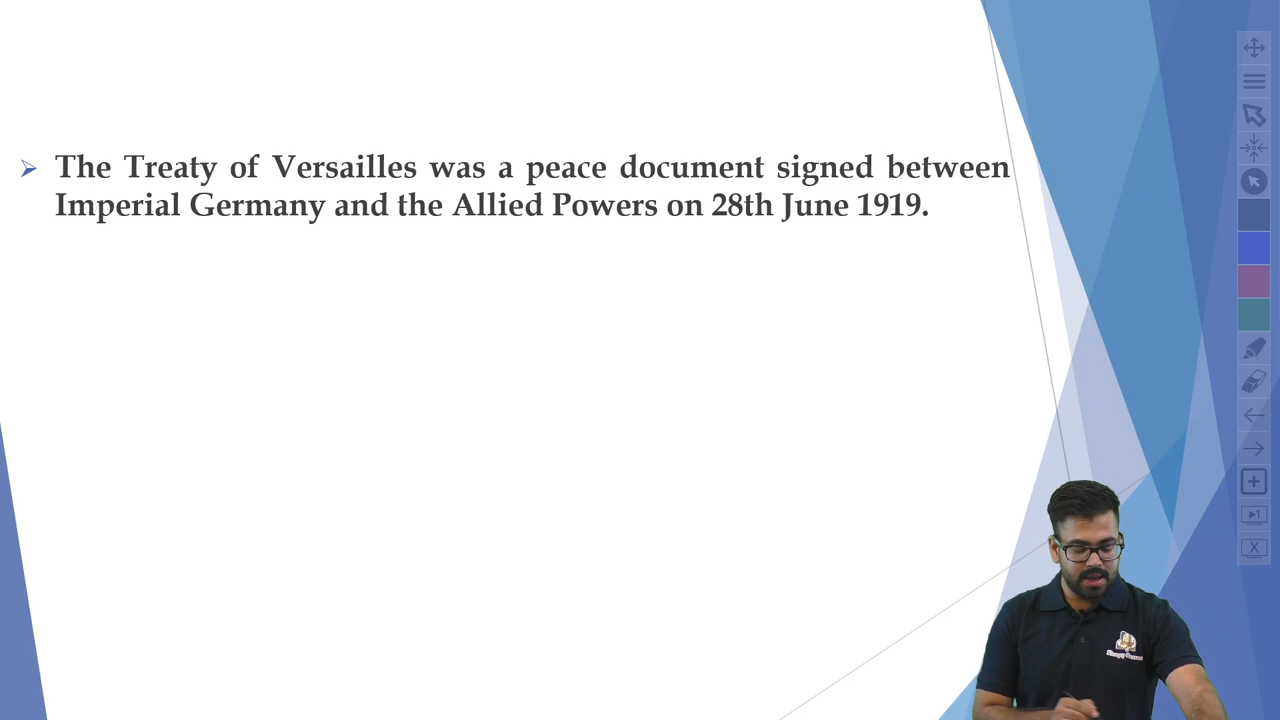 The Treaty of Versailles was a peace document signed between
Imperial Germany and the Allied Powers on 28th June 1919.
X